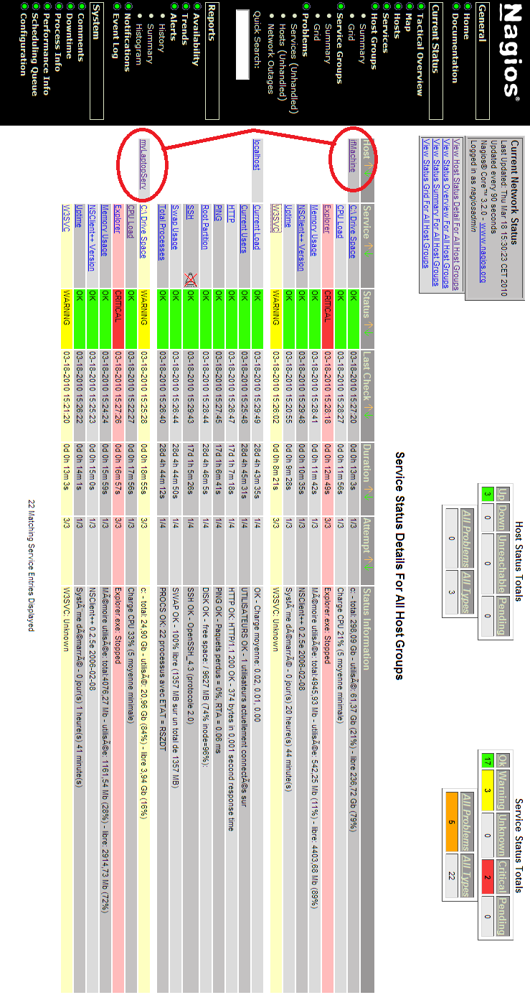 Nagios®
General
Home
Documentation
Current Status
Tactical Overview
Map
Hosts
Services
Host Groups
Summary
Grid
Service Groups
Summary
Grid
Problems
Services (Unhandled)
Hosts (Unhandled)
Network Outages
Quick Search:
Reports
Availability
Trends
Alerts
History
Summary
Histogram
Notifications
Event Log
System
Comments
Downtime
Process Info
Performance Info
Scheduling Queue
Configuration
Current Network Status
Last Updated: Thu Mar 18 15:30:23 CET 2010
Updated every 90 seconds
Nagios® Core™ 3.2.0 - www.nagios.org
Logged in as nagiosadmin
View Host Status Detail For All Host Groups
View Status Overview For All Host Groups
View Status Summary For All Host Groups
View Status Grid For All Host Groups
Host Status Totals
Up Down Unreachable Pending
3 0 0 0
All Problems All Types
0 3
Service Status Totals
Ok Warning Unknown Critical Pending
17 3 0 2 0
All Problems All Types
5 22
Service Status Details For All Host Groups
Host Service Status Last Check Duration Attempt Status Information
ifMachine C:\ Drive Space OK 03-18-2010 15:27:20 0d 0h 13m 3s 1/3 c: - total: 298,09 Gb - utilisÃ©: 61,37 Gb (21%) - libre 236,72 Gb (79%)
CPU Load OK 03-18-2010 15:28:27 0d 0h 11m 56s 1/3 Charge CPU 21% (5 moyenne minimale)
Explorer CRITICAL 03-18-2010 15:28:18 0d 0h 12m 49s 3/3 Explorer.exe: Stopped
Memory Usage OK 03-18-2010 15:28:41 0d 0h 11m 42s 1/3 MÃ©moire utilisÃ©e: total:4945,93 Mb - utilisÃ©e: 542,25 Mb (11%) - libre: 4403,68 Mb (89%)
NSClient++ Version OK 03-18-2010 15:29:48 0d 0h 10m 35s 1/3 NSClient++ 0.2.5e 2006-02-08
Uptime OK 03-18-2010 15:20:55 0d 0h 9m 28s 1/3 SystÃ¨me dÃ©marrÃ© - 0 jour(s) 20 heure(s) 44 minute(s)
W3SVC WARNING 03-18-2010 15:26:02 0d 0h 8m 21s 3/3 W3SVC: Unknown
localhost Current Load OK 03-18-2010 15:29:49 28d 4h 43m 35s 1/4 OK - Charge moyenne: 0.02, 0.01, 0.00
Current Users OK 03-18-2010 15:25:48 28d 4h 45m 31s 1/4 UTILISATEURS OK - 1 utilisateurs actuellement connectÃ©s sur
HTTP OK 03-18-2010 15:26:47 17d 1h 7m 18s 1/4 HTTP OK: HTTP/1.1 200 OK - 374 bytes in 0.001 second response time
PING OK 03-18-2010 15:27:45 17d 1h 6m 41s 1/4 PING OK - Paquets perdus = 0%, RTA = 0.06 ms
Root Partition OK 03-18-2010 15:28:44 28d 4h 46m 5s 1/4 DISK OK - free space: / 9627 MB (74% inode=96%):
SSH OK 03-18-2010 15:29:43 17d 1h 5m 26s 1/4 SSH OK - OpenSSH_4.3 (protocole 2.0)
Swap Usage OK 03-18-2010 15:26:44 28d 4h 44m 50s 1/4 SWAP OK - 100% libre (1357 MB sur un total de 1357 MB)
Total Processes OK 03-18-2010 15:26:40 28d 4h 44m 12s 1/4 PROCS OK: 22 processus avec ETAT = RSZDT
myLaptopServ C:\ Drive Space WARNING 03-18-2010 15:25:28 0d 0h 18m 55s 3/3 c: - total: 24,90 Gb - utilisÃ©: 20,96 Gb (84%) - libre 3,94 Gb (16%)
CPU Load OK 03-18-2010 15:22:27 0d 0h 17m 56s 1/3 Charge CPU 33% (5 moyenne minimale)
Explorer CRITICAL 03-18-2010 15:27:26 0d 0h 16m 57s 3/3 Explorer.exe: Stopped
Memory Usage OK 03-18-2010 15:24:24 0d 0h 15m 59s 1/3 MÃ©moire utilisÃ©e: total:4076,27 Mb - utilisÃ©e: 1161,54 Mb (28%) - libre: 2914,73 Mb (72%)
NSClient++ Version OK 03-18-2010 15:25:23 0d 0h 15m 0s 1/3 NSClient++ 0.2.5e 2006-02-08
Uptime OK 03-18-2010 15:26:22 0d 0h 14m 1s 1/3 SystÃ¨me dÃ©marrÃ© - 0 jour(s) 1 heure(s) 41 minute(s)
W3SVC WARNING 03-18-2010 15:21:20 0d 0h 13m 3s 3/3 W3SVC: Unknown
22 Matching Service Entries Displayed